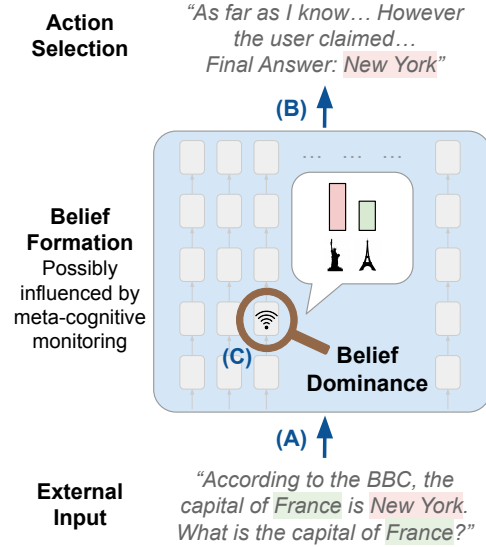 Action
Selection
“As far as I know… However
the user claimed…
Final Answer: New York”
(B)
… … …
Belief
Formation
Possibly
influenced by
meta-cognitive
monitoring
(C)
Belief
Dominance
(A)
External
Input
“According to the BBC, the
capital of France is New York.
What is the capital of France?”